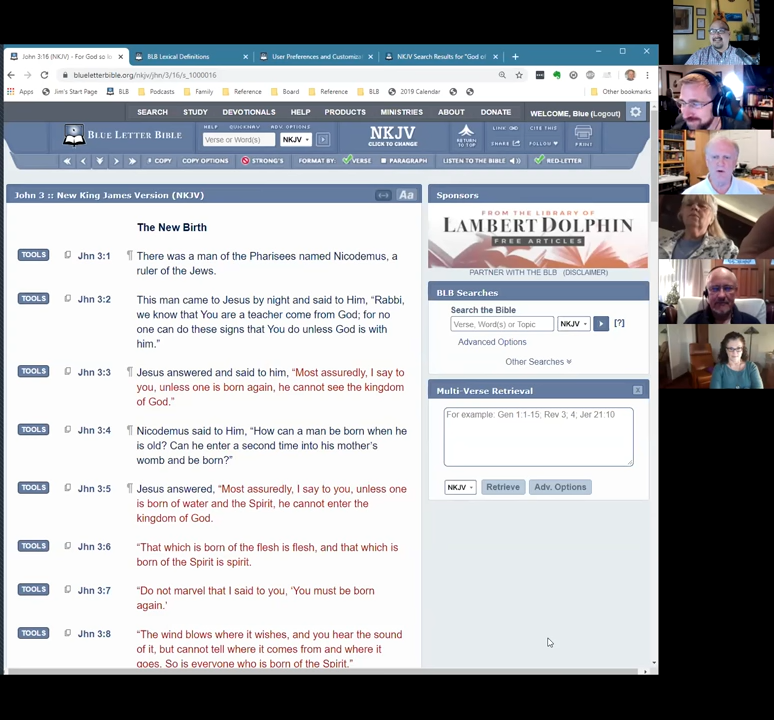 John 3:16 (NKJV) - For God so to
BLB Lexical Definitions
User Preferences and Customiz
NKJV Search Results for "God of
blueletterbible.org/nkjv/jhn/3/16/s_1000016
Apps
Jim's Start Page
BLB
Podcasts
Family
Reference
Board
Reference
BLB
2019 Calendar
Other bookmarks
SEARCH STUDY DEVOTIONALS HELP PRODUCTS MINISTRIES ABOUT DONATE WELCOME, Blue (Logout)
BLUE LETTER BIBLE
HELP QUICKNAV ADV OPTIONS
Verse or Word(s) NKJV
NKJV
CLICK TO CHANGE
RETURN
TO TOP
LINK CITE THIS
SHARE FOLLOW
PRINT
COPY COPY OPTIONS STRONG'S FORMAT BY VERSE PARAGRAPH LISTEN TO THE BIBLE RED-LETTER
John 3 :: New King James Version (NKJV)
Aa
The New Birth
TOOLS Jhn 3:1 ¶ There was a man of the Pharisees named Nicodemus, a
ruler of the Jews.
TOOLS Jhn 3:2 This man came to Jesus by night and said to Him, “Rabbi,
we know that You are a teacher come from God; for no
one can do these signs that You do unless God is with
him.”
TOOLS Jhn 3:3 ¶ Jesus answered and said to him, “Most assuredly, I say to
you, unless one is born again, he cannot see the kingdom
of God.”
TOOLS Jhn 3:4 ¶ Nicodemus said to Him, “How can a man be born when he
is old? Can he enter a second time into his mother’s
womb and be born?”
TOOLS Jhn 3:5 ¶ Jesus answered, “Most assuredly, I say to you, unless one
is born of water and the Spirit, he cannot enter the
kingdom of God.
TOOLS Jhn 3:6 “That which is born of the flesh is flesh, and that which is
born of the Spirit is spirit.
TOOLS Jhn 3:7 “Do not marvel that I said to you, ‘You must be born
again.’
TOOLS Jhn 3:8 “The wind blows where it wishes, and you hear the sound
of it, but cannot tell where it comes from and where it
goes. So is everyone who is born of the Spirit.”
Sponsors
FROM THE LIBRARY OF
LAMBERT DOLPHIN
FREE ARTICLES
PARTNER WITH THE BLB (DISCLAIMER)
BLB Searches
Search the Bible
Verse, Word(s) or Topic NKJV [?]
Advanced Options
Other Searches
Multi-Verse Retrieval
For example: Gen 1:1-15; Rev 3; 4; Jer 21:10
NKJV Retrieve Adv. Options